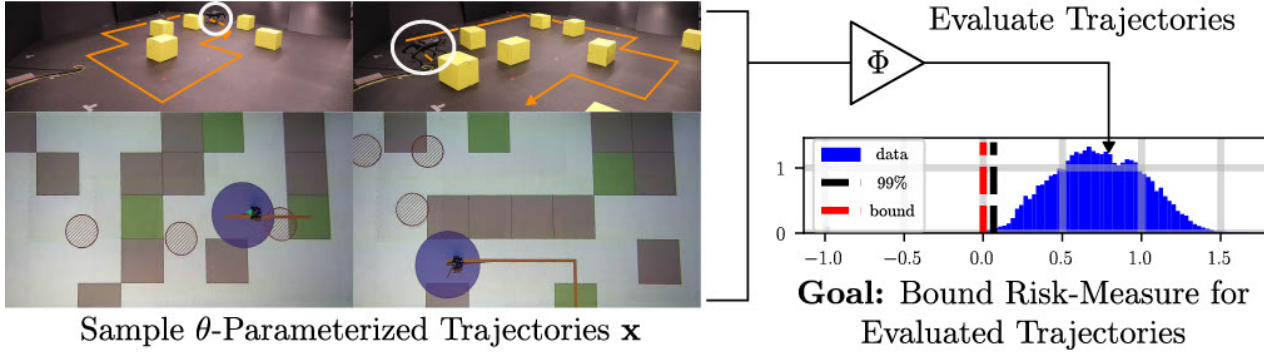 Evaluate Trajectories
Φ
data
99%
bound
1
0
−1.0
−0.5
0.0
0.5
1.0
1.5
Sample θ-Parameterized Trajectories x
Goal: Bound Risk-Measure for
Evaluated Trajectories